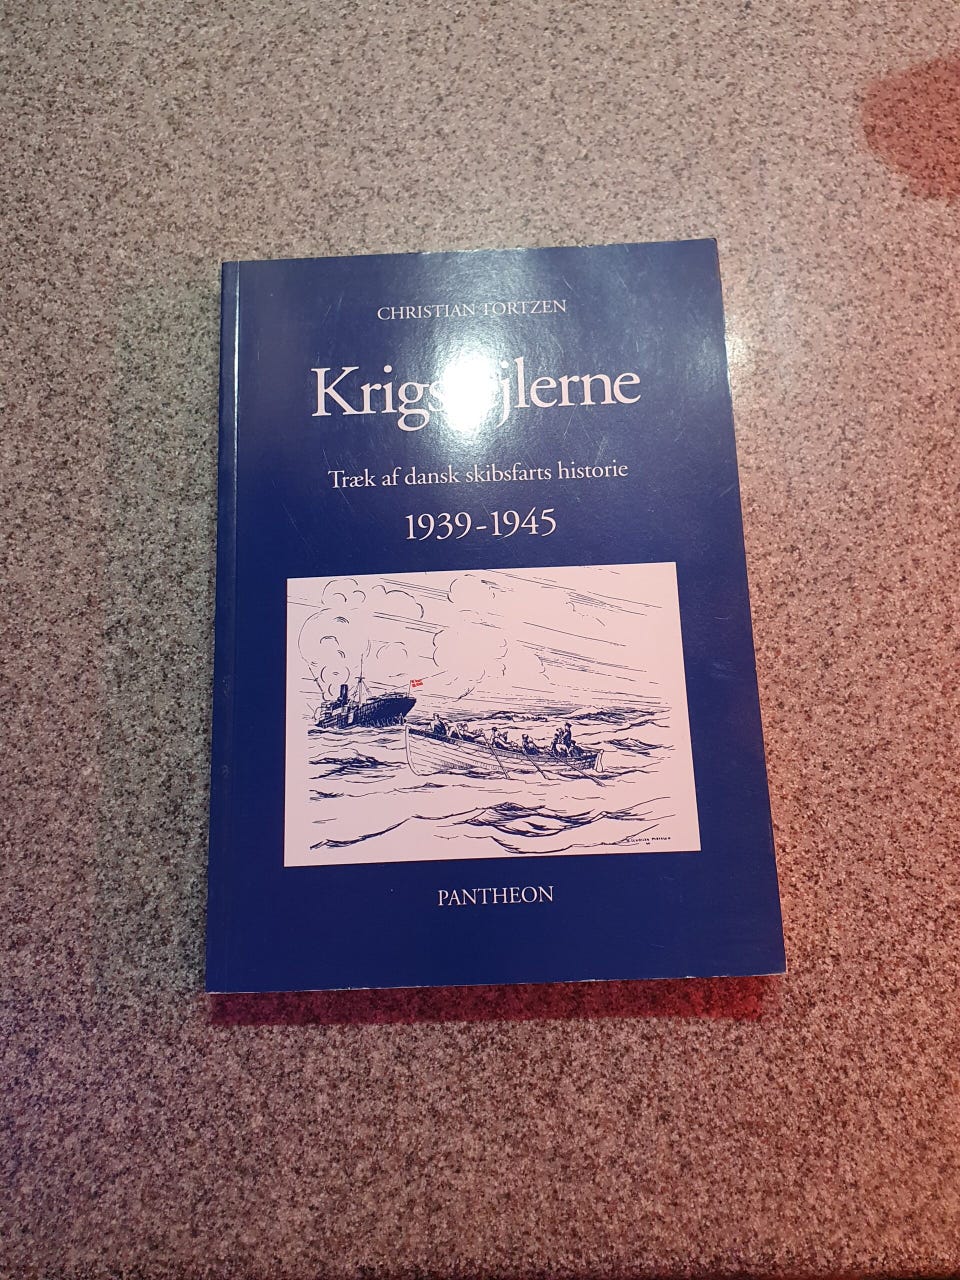 CHRISTIAN TORTZEN
Træk af dansk skibsfarts historie
1939-1945
PANTHEON